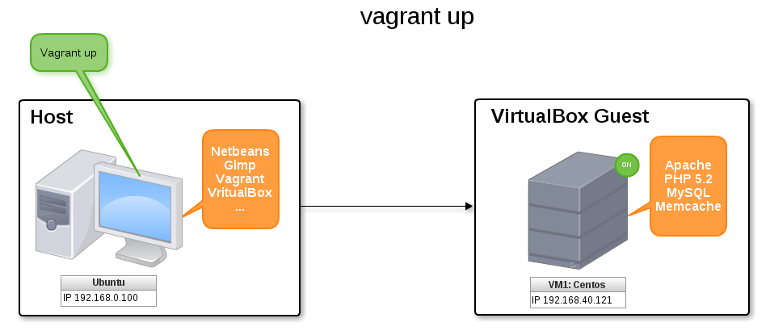 vagrant up
Vagrant up
Host
Netbeans
Gimp
Vagrant
VritualBox
...
Ubuntu
IP 192.168.0.100
VirtualBox Guest
ON
Apache
PHP 5.2
MySQL
Memcache
VM1: Centos
IP 192.168.40.121